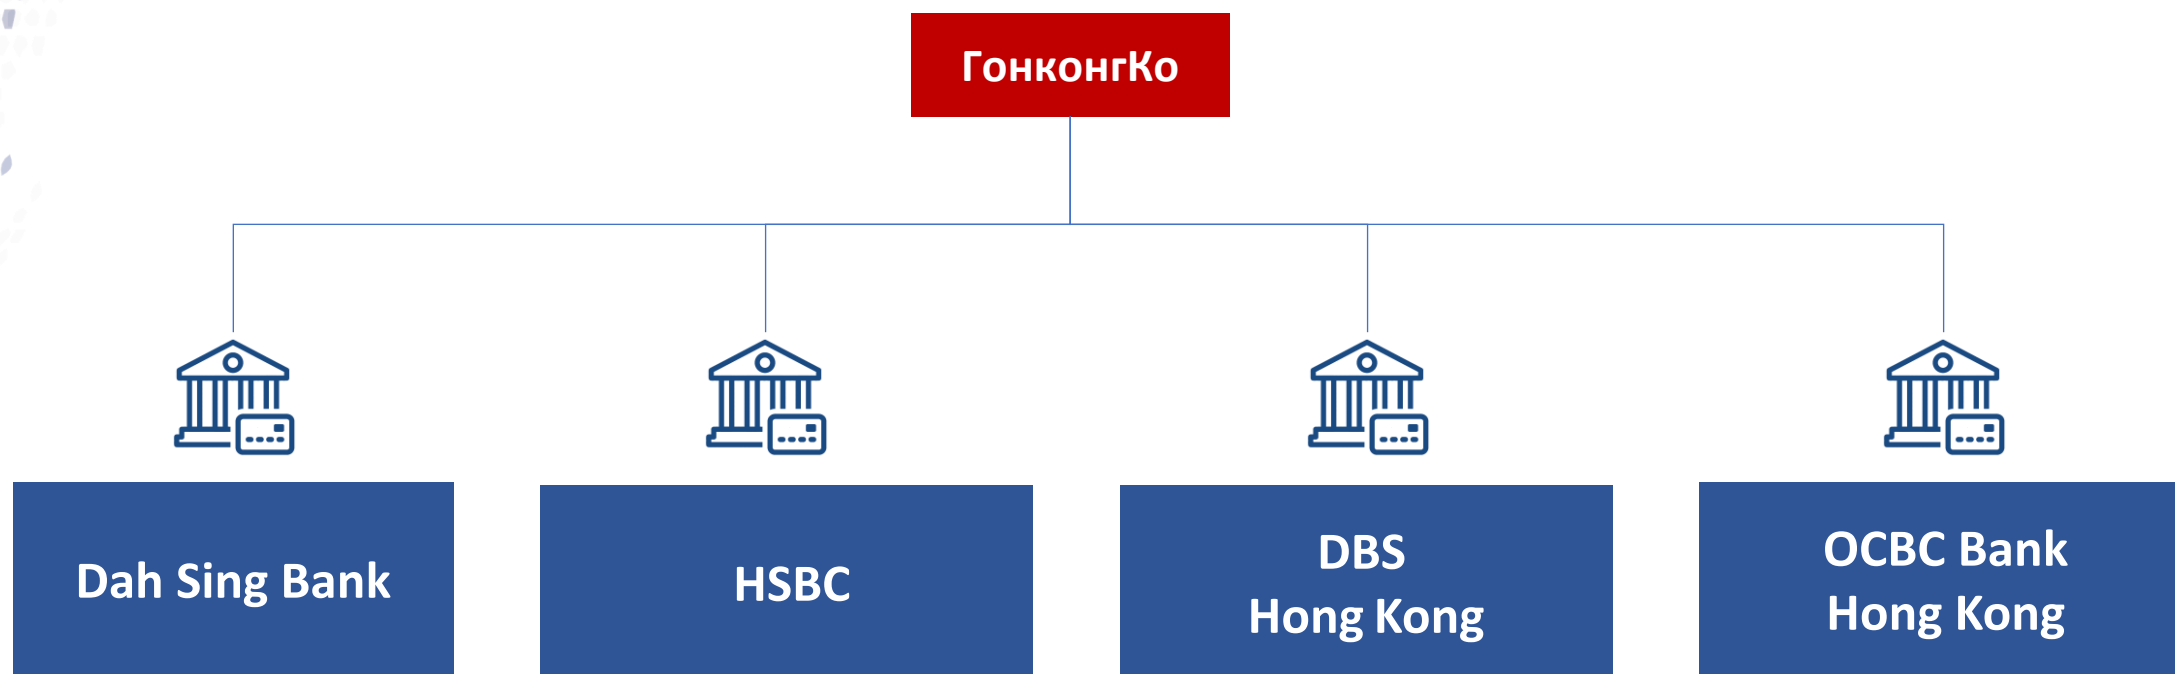 ГонконгКо
Dah Sing Bank
HSBC
DBS
Hong Kong
OCBC Bank
Hong Kong